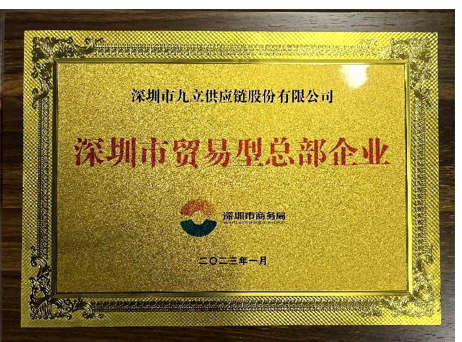 深圳市九立供应链股份有限公司
深圳市贸易型总部企业
深圳市商务局
二〇二三年一月